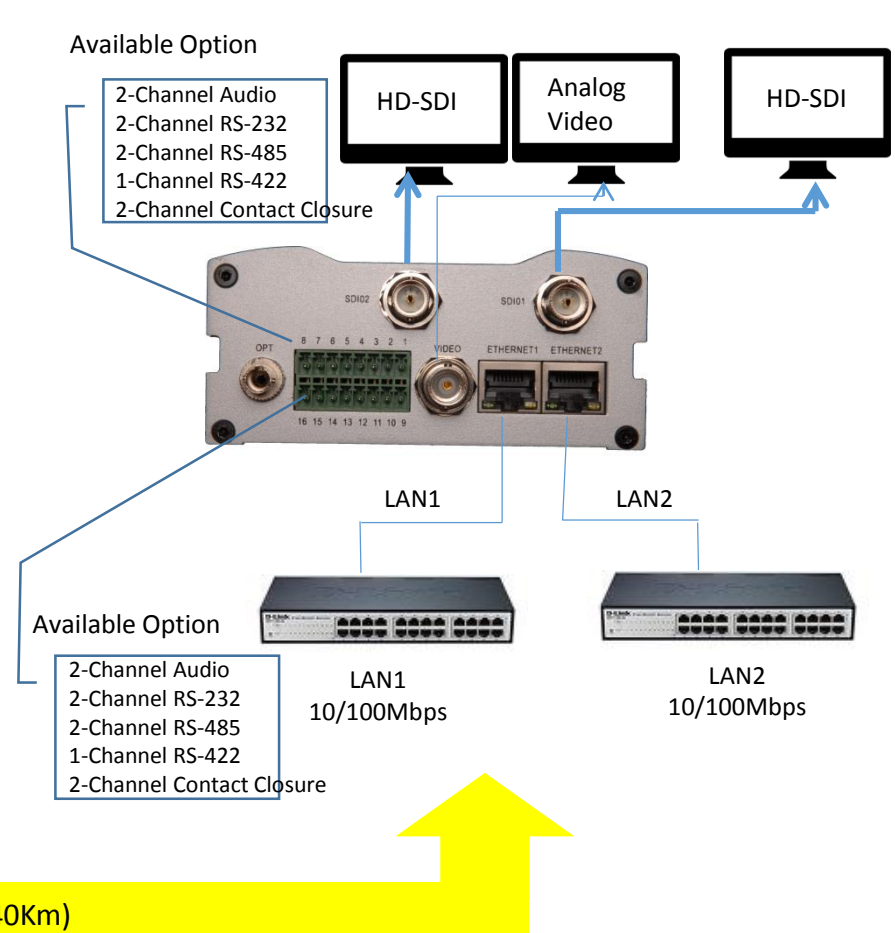 Available Option
2-Channel Audio
2-Channel RS-232
2-Channel RS-485
1-Channel RS-422
2-Channel Contact Closure
HD-SDI
Analog
Video
HD-SDI
SDI02
SDI01
OPT
8 7 6 5 4 3 2 1
VIDEO
ETHERNET1
ETHERNET2
16 15 14 13 12 11 10 9
LAN1
LAN2
Available Option
2-Channel Audio
2-Channel RS-232
2-Channel RS-485
1-Channel RS-422
2-Channel Contact Closure
D-Link
D-Link
LAN1
10/100Mbps
LAN2
10/100Mbps
40Km)